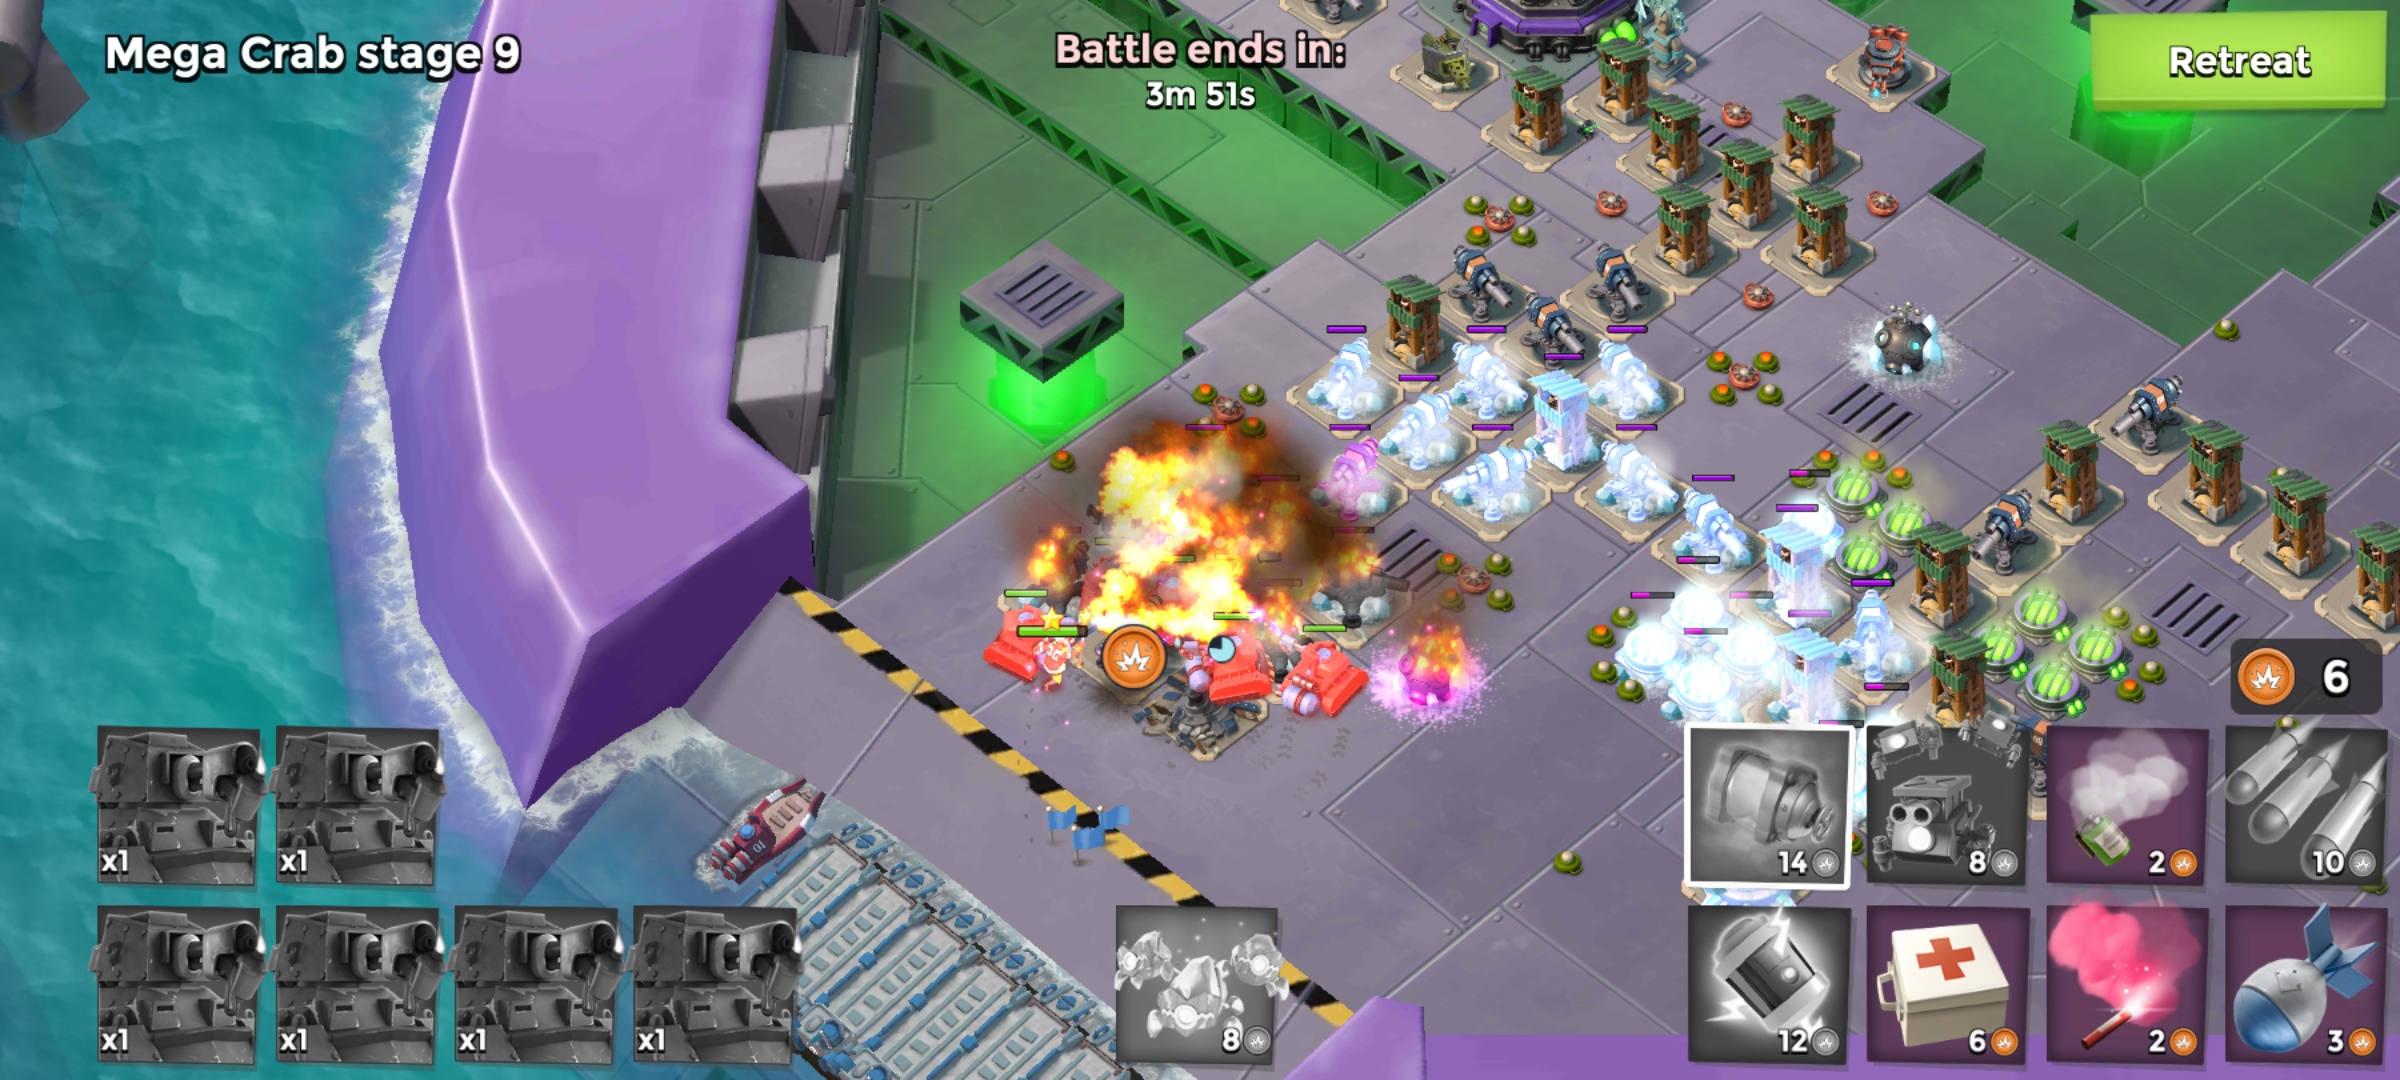 Mega Crab stage 9
Battle ends in:
3m 51s
Retreat
6
14
8
2
10
12
6
2
3
8
x1
x1
x1
x1
x1
x1